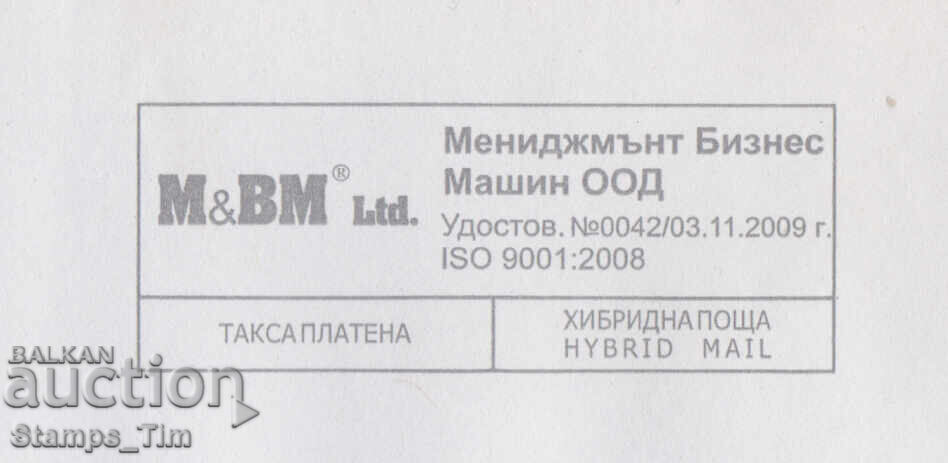 M&BM® Ltd.
Мениджмънт Бизнес
Машин ООД
Удостов. №0042/03.11.2009 г.
ISO 9001:2008
ТАКСА ПЛАТЕНА
ХИБРИДНА ПОЩА
HYBRID MAIL
BALKAN
auction
Stamps_Tim